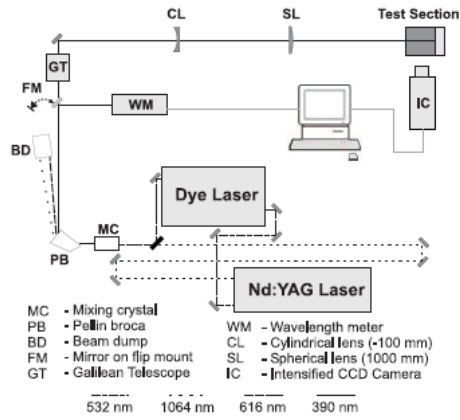 CL SL Test Section
GT
FM
WM
IC
BD
Dye Laser
MC
PB
Nd:YAG Laser
MC - Mixing crystal
PB - Pellin broca
BD - Beam dump
FM - Mirror on flip mount
GT - Galilean Telescope
WM - Wavelength meter
CL - Cylindrical lens (-100 mm)
SL - Spherical lens (1000 mm)
IC - Intensified CCD Camera
532 nm 1064 nm 616 nm 390 nm